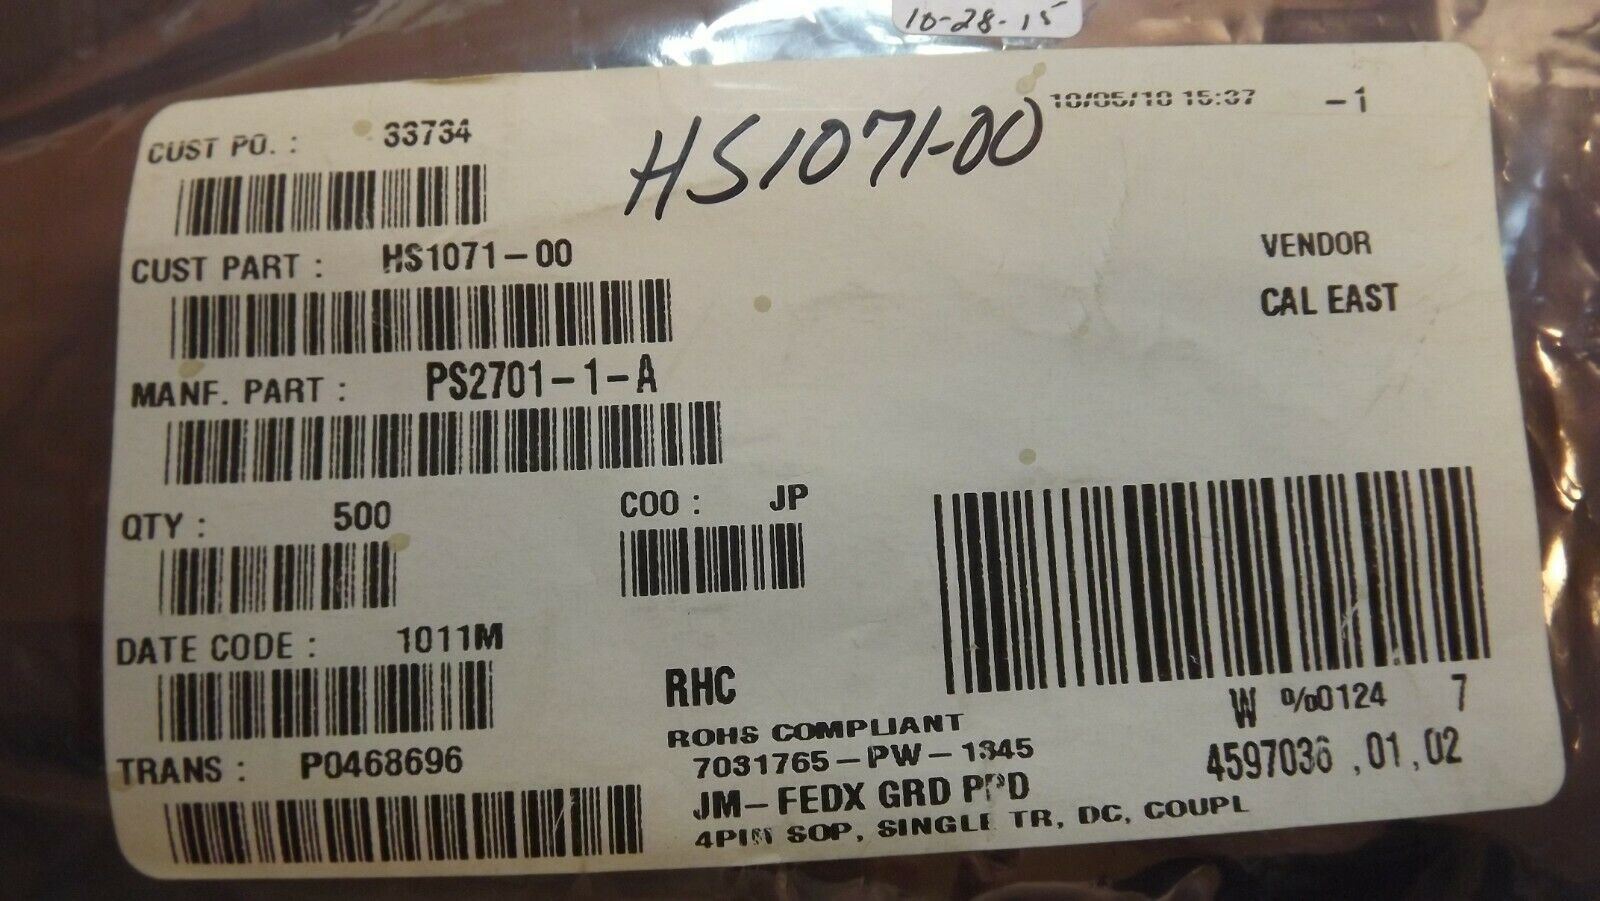 10-28-15
10/05/10 15:37 -1
CUST PO. : 33734
HS1071-00
CUST PART : HS1071-00
VENDOR
CAL EAST
MANF. PART : PS2701-1-A
QTY : 500
COO : JP
DATE CODE : 1011M
RHC
ROHS COMPLIANT
W %0124 7
TRANS : P0468696
7031765-PW-1345
4597036 ,01,02
JM-FEDX GRD PPD
4PIN SOP, SINGLE TR, DC, COUPL